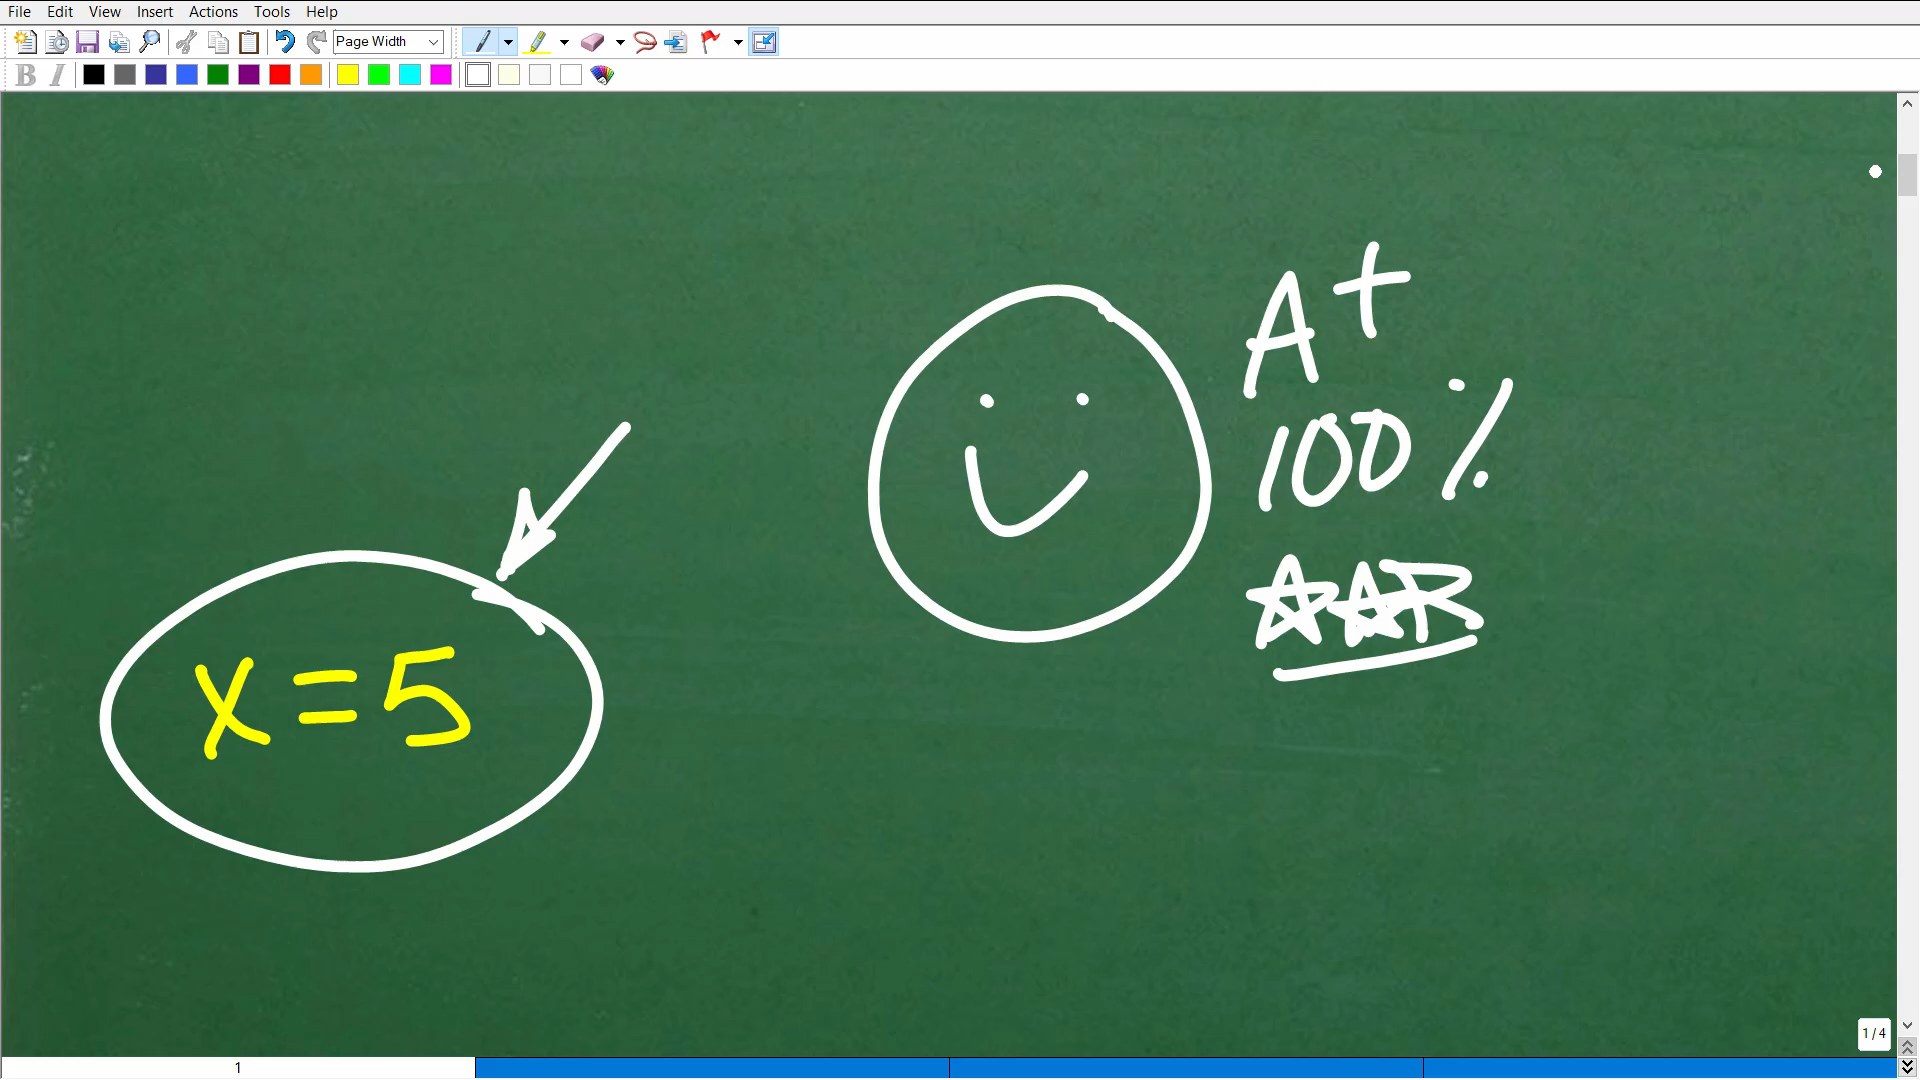 File Edit View Insert Actions Tools Help
Page Width
B I
A+
100%
x=5
1 / 4
1